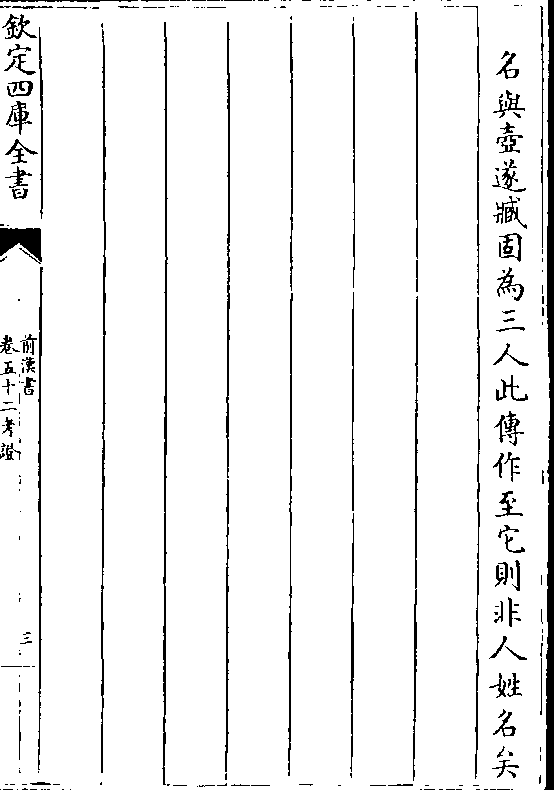 名與壺遂臧固為三人此傳作至它則非人姓名矣
欽定四庫全書
前漢書
卷五十二考證
三